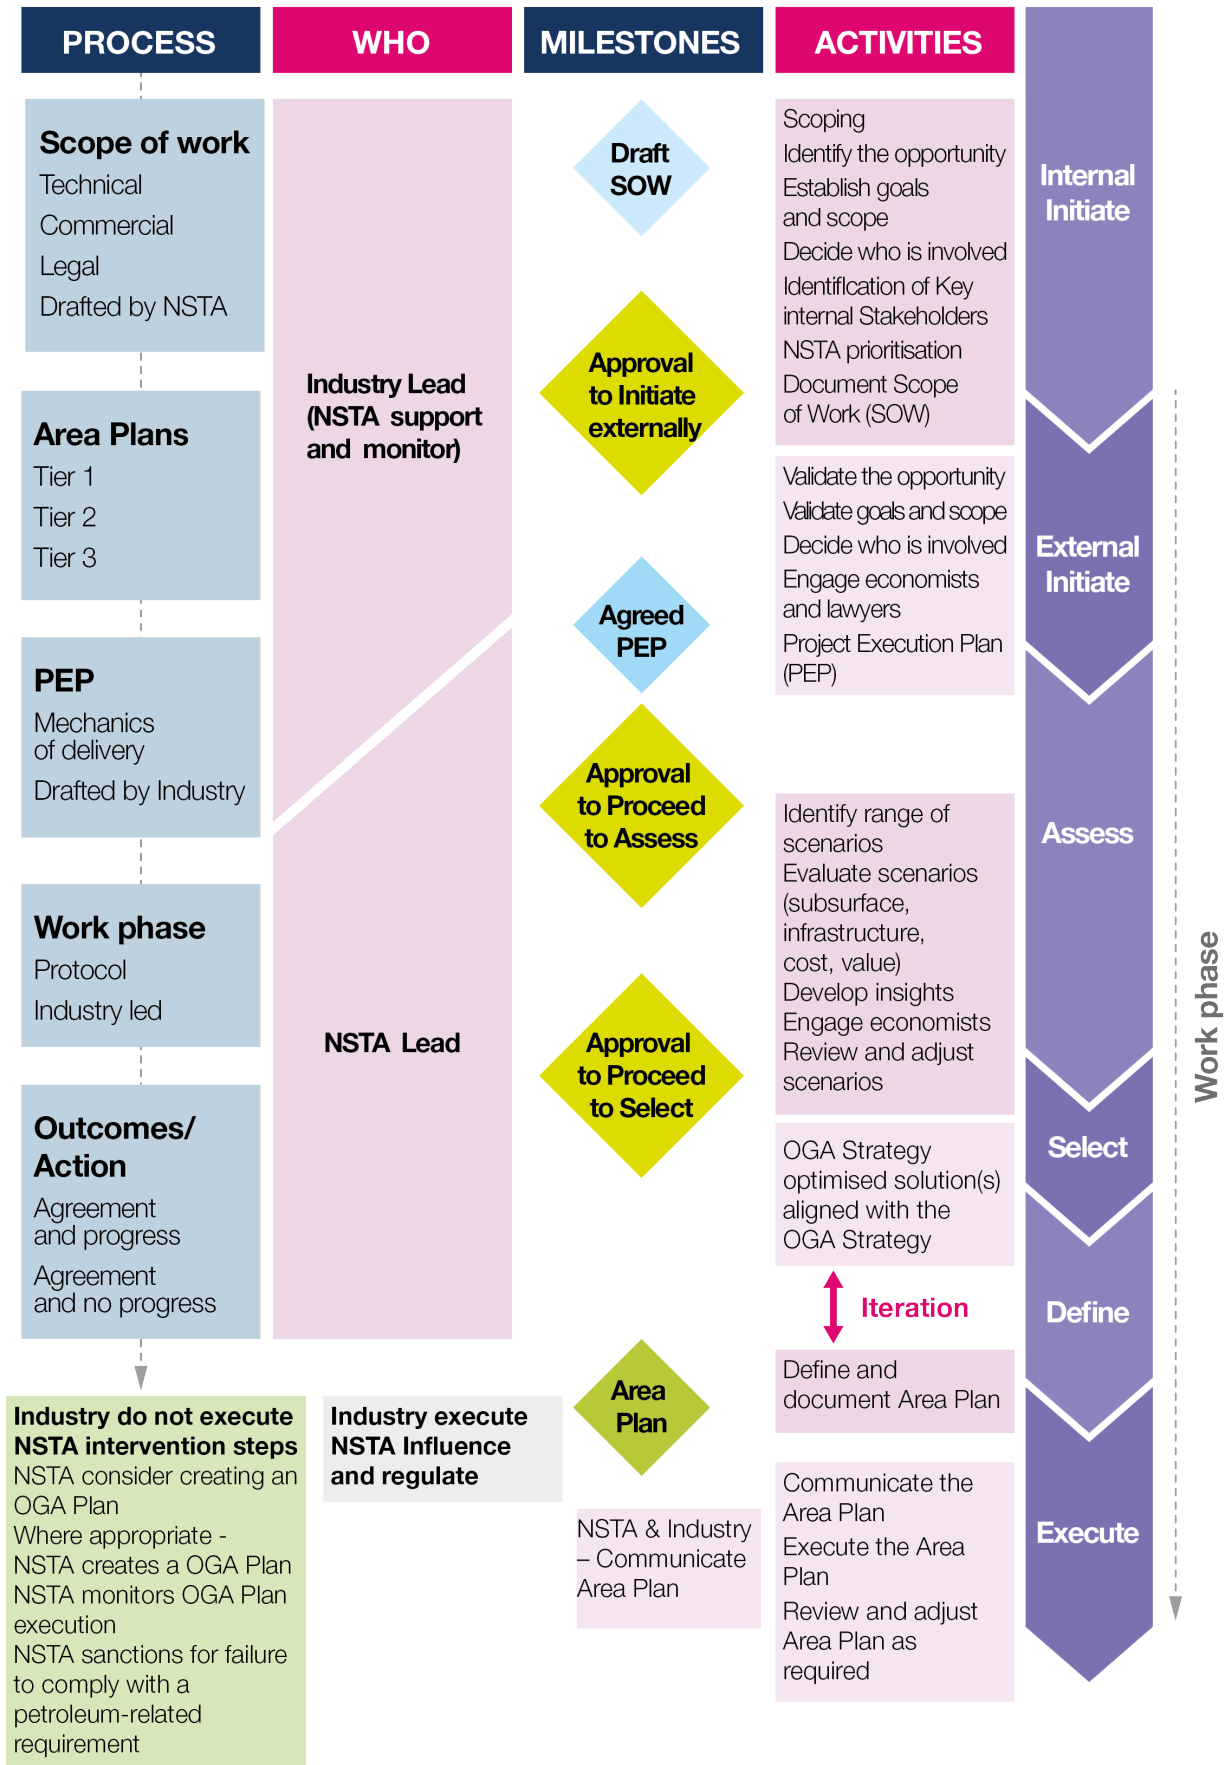 PROCESS
WHO
MILESTONES
ACTIVITIES
Scope of work
Technical
Commercial
Legal
Drafted by NSTA
Area Plans
Tier 1
Tier 2
Tier 3
PEP
Mechanics
of delivery
Drafted by Industry
Work phase
Protocol
Industry led
Outcomes/
Action
Agreement
and progress
Agreement
and no progress
Industry do not execute
NSTA intervention steps
NSTA consider creating an
OGA Plan
Where appropriate -
NSTA creates a OGA Plan
NSTA monitors OGA Plan
execution
NSTA sanctions for failure
to comply with a
petroleum-related
requirement
Industry Lead
(NSTA support
and monitor)
NSTA Lead
Industry execute
NSTA Influence
and regulate
Draft
SOW
Approval
to Initiate
externally
Agreed
PEP
Approval
to Proceed
to Assess
Approval
to Proceed
to Select
Area
Plan
NSTA & Industry
– Communicate
Area Plan
Scoping
Identify the opportunity
Establish goals
and scope
Decide who is involved
IdentifIcation of Key
internal Stakeholders
NSTA prioritisation
Document Scope
of Work (SOW)
Validate the opportunity
Validate goals and scope
Decide who is involved
Engage economists
and lawyers
Project Execution Plan
(PEP)
Identify range of
scenarios
Evaluate scenarios
(subsurface,
infrastructure,
cost, value)
Develop insights
Engage economists
Review and adjust
scenarios
OGA Strategy
optimised solution(s)
aligned with the
OGA Strategy
Iteration
Define and
document Area Plan
Communicate the
Area Plan
Execute the Area
Plan
Review and adjust
Area Plan as
required
Internal
Initiate
External
Initiate
Assess
Select
Define
Execute
Work phase